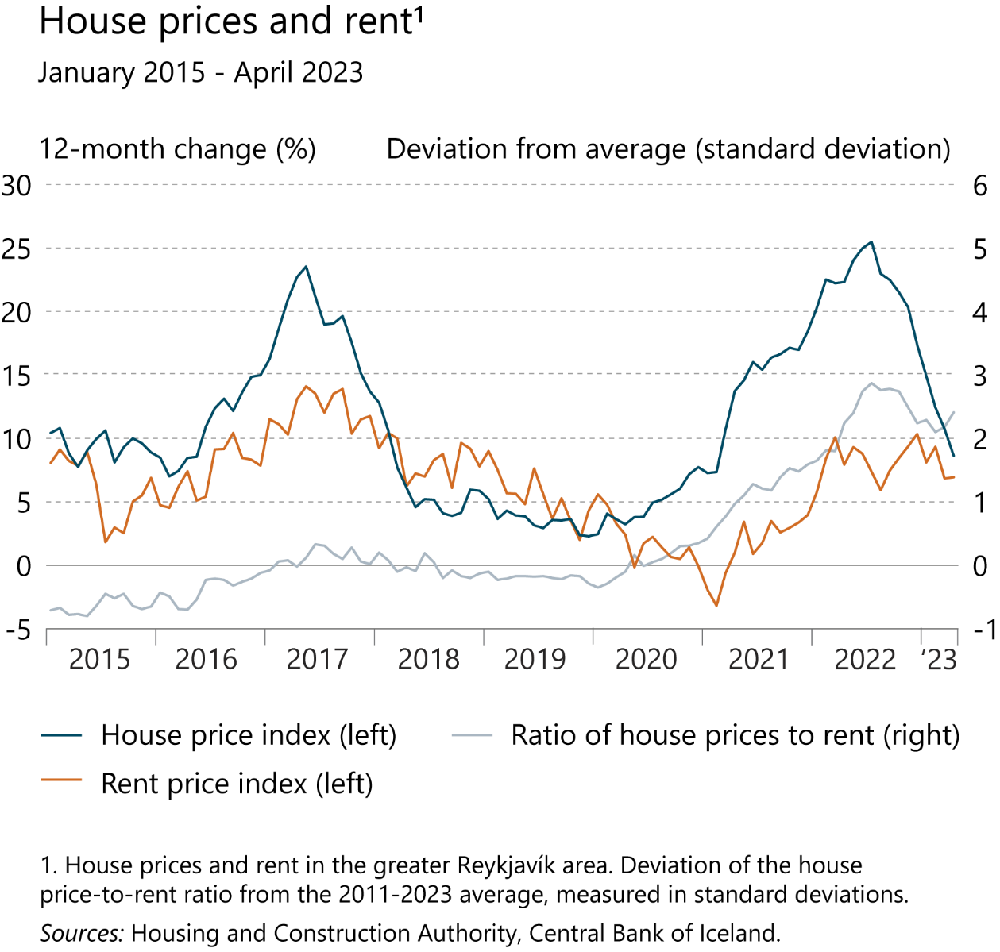 House prices and rent¹
January 2015 - April 2023
12-month change (%) Deviation from average (standard deviation)
30 6
25 5
20 4
15 3
10 2
5 1
0 0
-5 -1
2015 2016 2017 2018 2019 2020 2021 2022 ’23
House price index (left) Ratio of house prices to rent (right)
Rent price index (left)
1. House prices and rent in the greater Reykjavík area. Deviation of the house
price-to-rent ratio from the 2011-2023 average, measured in standard deviations.
Sources: Housing and Construction Authority, Central Bank of Iceland.